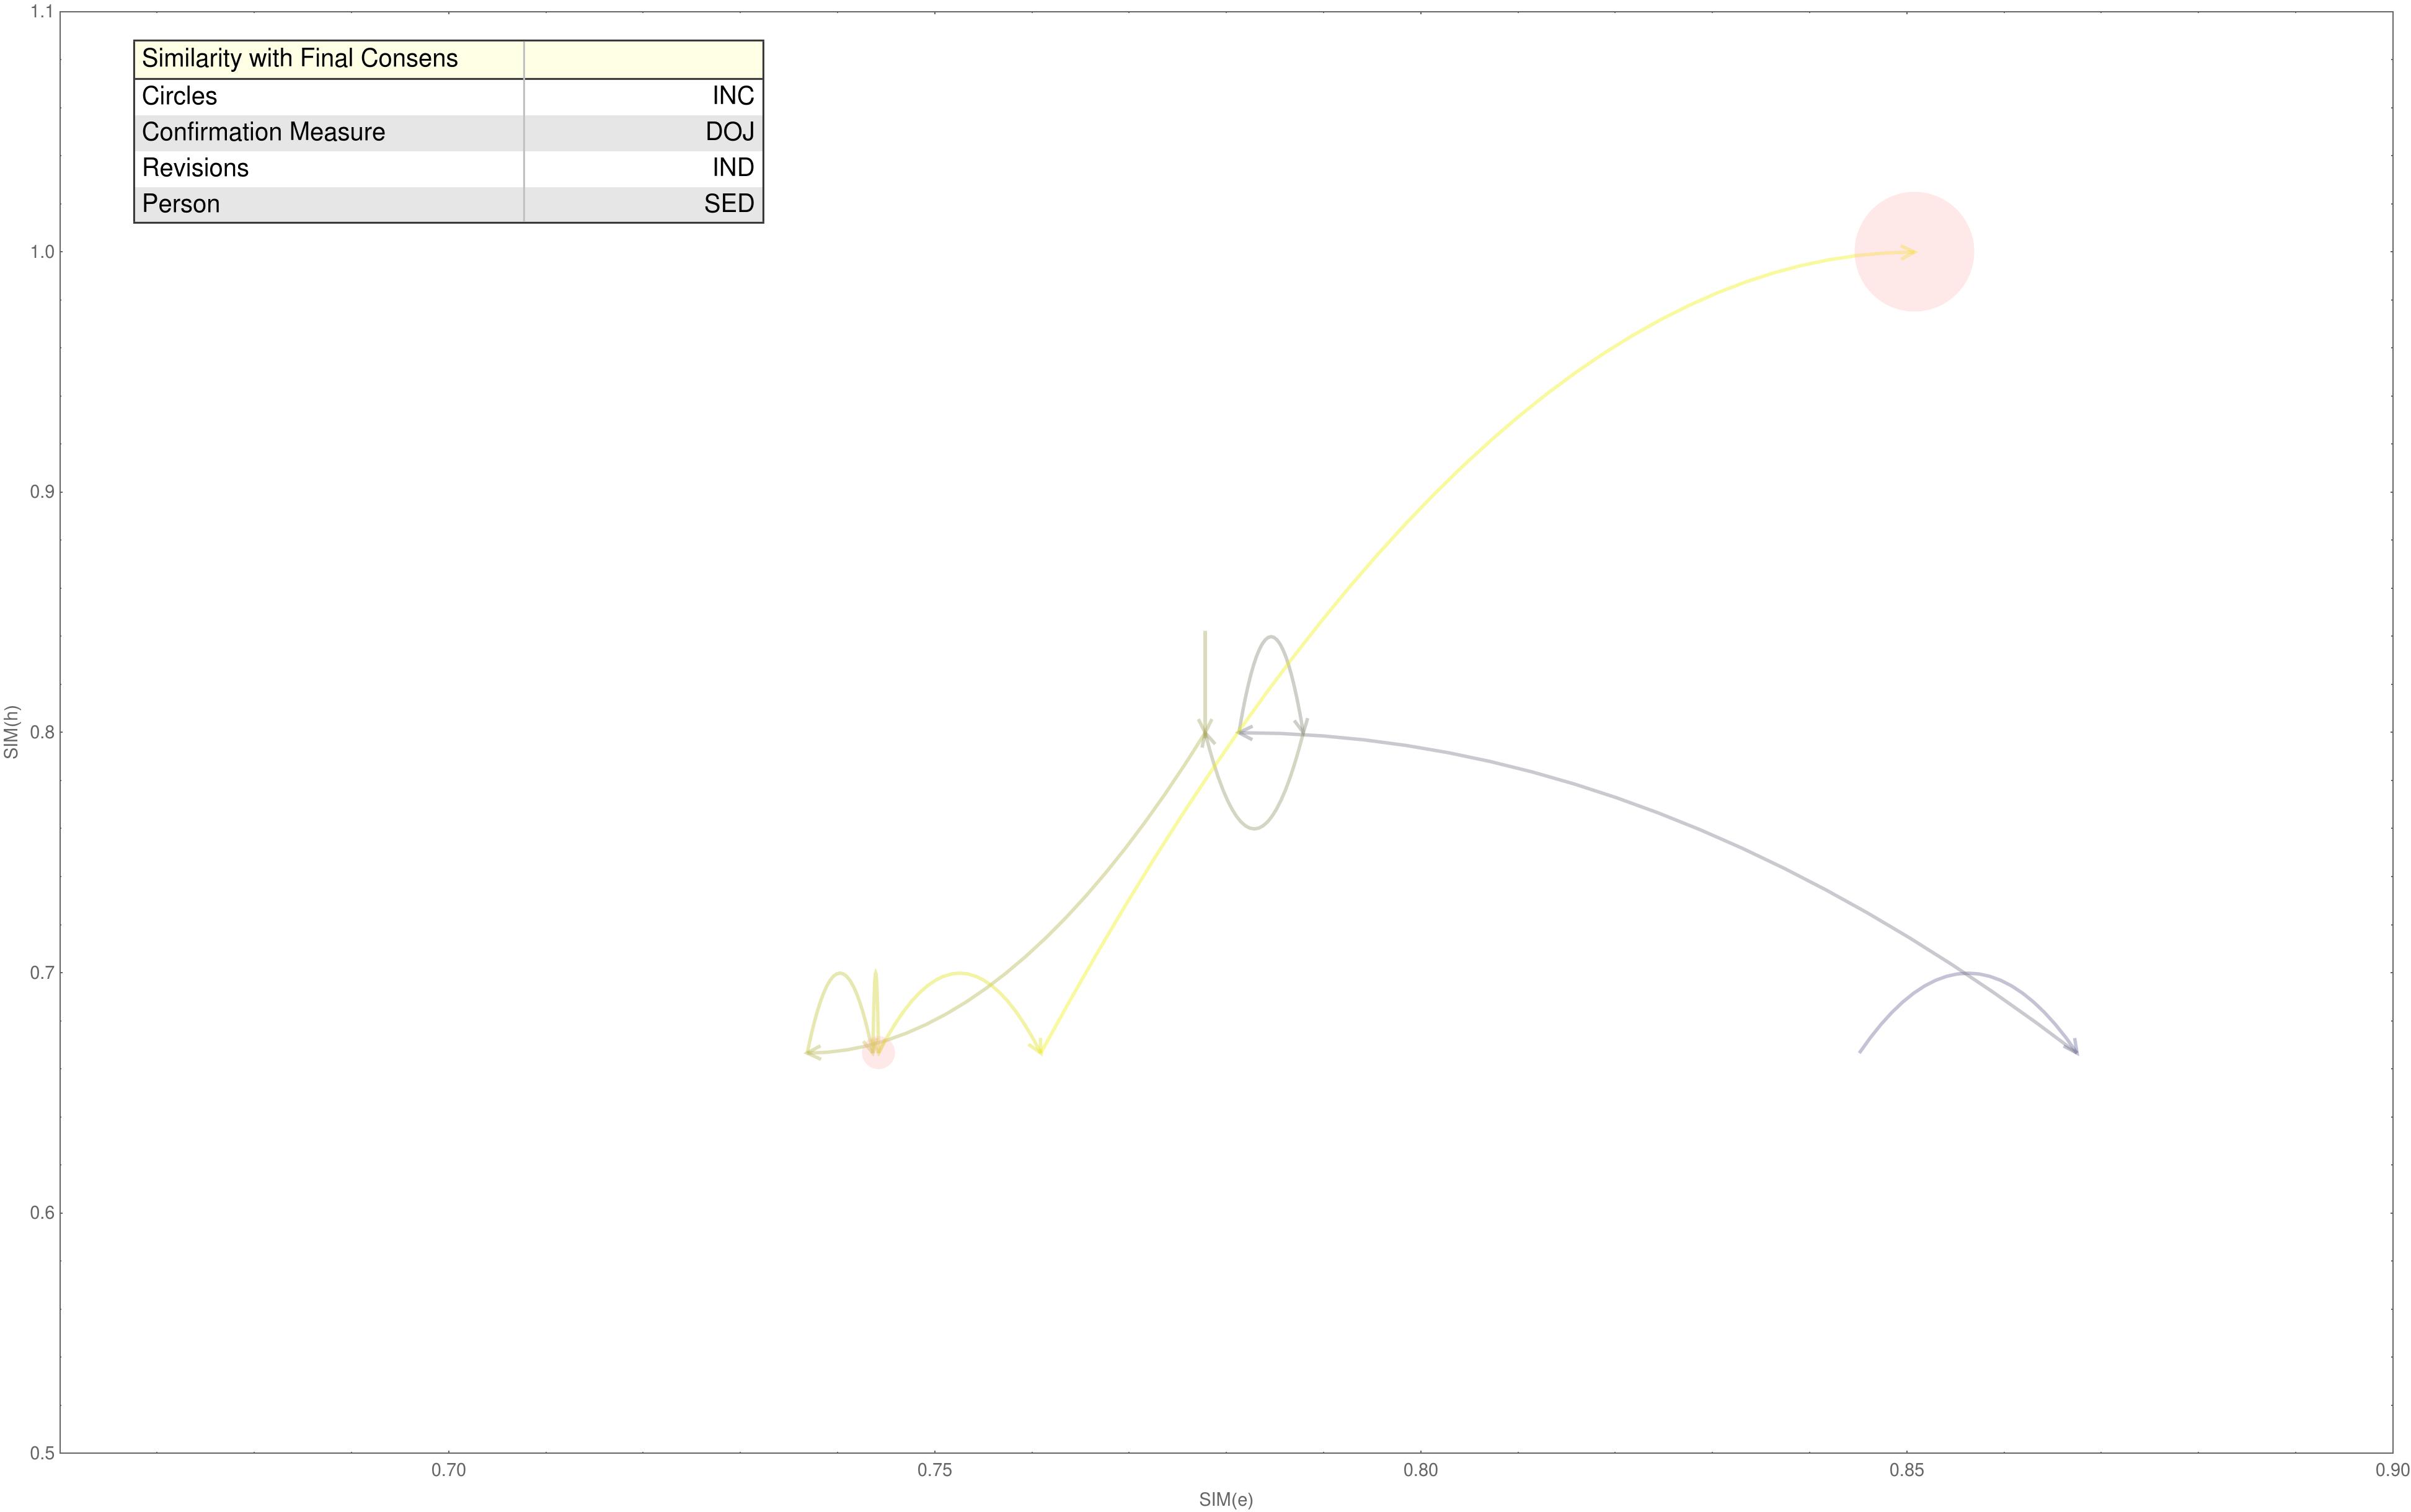 1.1
Similarity with Final Consens
Circles INC
Confirmation Measure DOJ
Revisions IND
Person SED
1.0
0.9
SIM(h)
0.8
0.7
0.6
0.5
0.70 0.75 0.80 0.85 0.90
SIM(e)